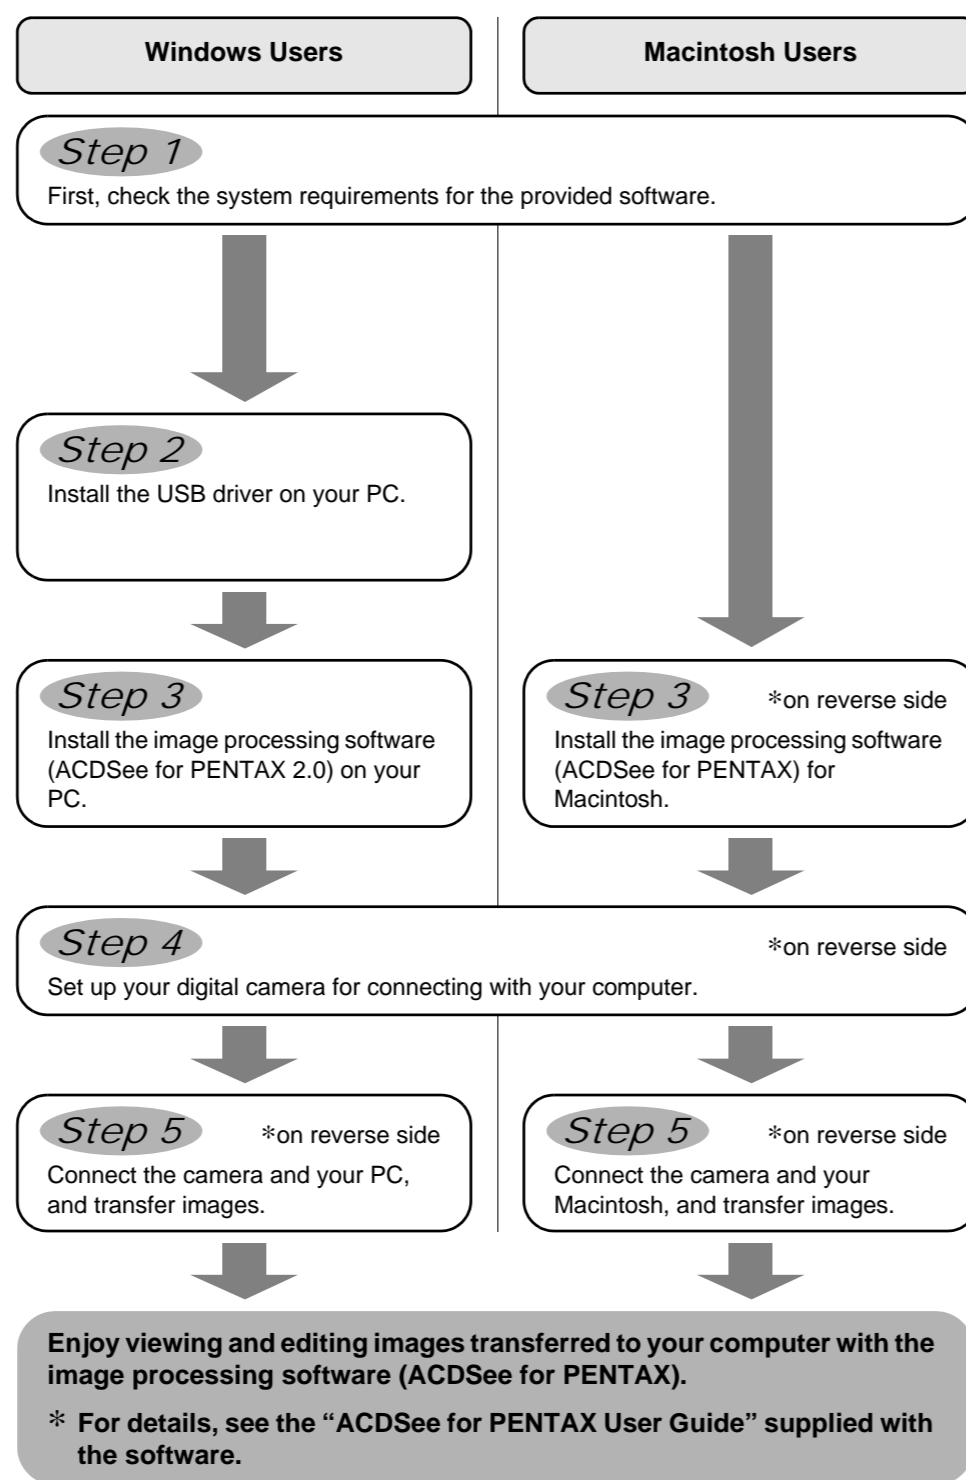 Windows Users
Macintosh Users
Step 1
First, check the system requirements for the provided software.
Step 2
Install the USB driver on your PC.
Step 3
Install the image processing software
(ACDSee for PENTAX 2.0) on your
PC.
Step 3
*on reverse side
Install the image processing software
(ACDSee for PENTAX) for
Macintosh.
Step 4
*on reverse side
Set up your digital camera for connecting with your computer.
Step 5
*on reverse side
Connect the camera and your PC,
and transfer images.
Step 5
*on reverse side
Connect the camera and your
Macintosh, and transfer images.
Enjoy viewing and editing images transferred to your computer with the
image processing software (ACDSee for PENTAX).
* For details, see the “ACDSee for PENTAX User Guide” supplied with
the software.